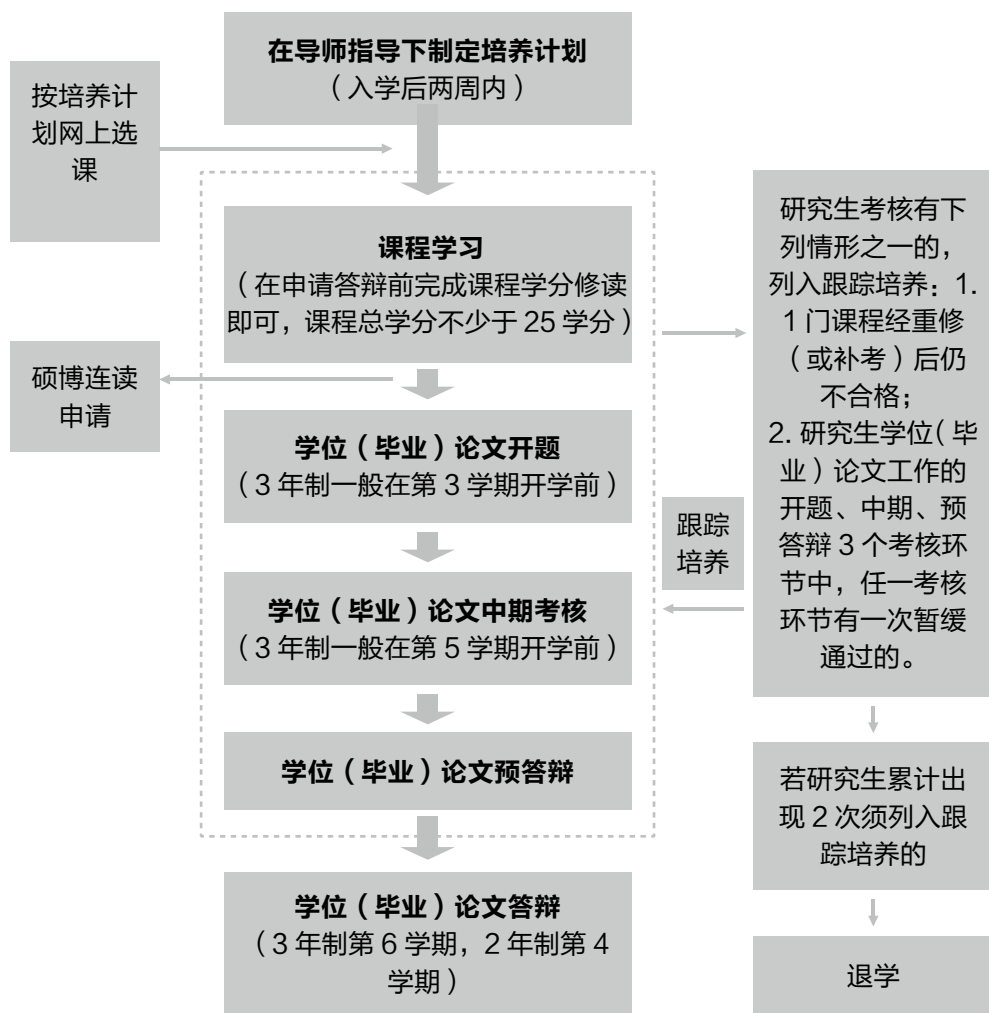 在导师指导下制定培养计划
（入学后两周内）
按培养计
划网上选
课
课程学习
（在申请答辩前完成课程学分修读
即可，课程总学分不少于 25 学分）
硕博连读
申请
学位（毕业）论文开题
（3 年制一般在第 3 学期开学前）
学位（毕业）论文中期考核
（3 年制一般在第 5 学期开学前）
学位（毕业）论文预答辩
学位（毕业）论文答辩
（3 年制第 6 学期，2 年制第 4
学期）
研究生考核有下
列情形之一的，
列入跟踪培养：1.
1 门课程经重修
（或补考）后仍
不合格；
2. 研究生学位（毕
业）论文工作的
开题、中期、预
答辩 3 个考核环
节中，任一考核
环节有一次暂缓
通过的。
跟踪
培养
若研究生累计出
现 2 次须列入跟
踪培养的
退学